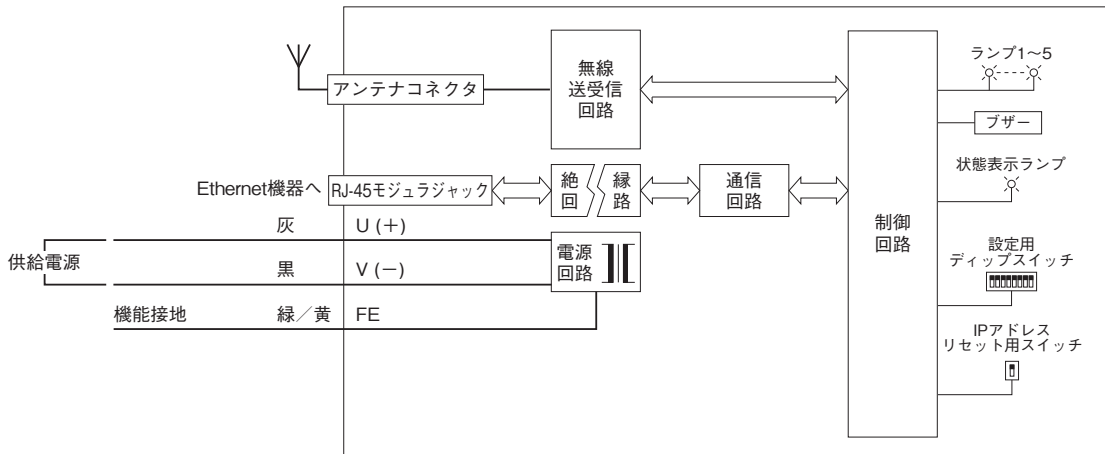 ランプ1～5
無線
送受信
回路
アンテナコネクタ
ブザー
状態表示ランプ
Ethernet機器へ
RJ-45モジュラジャック
絶
縁
回
路
通信
回路
制御
回路
灰
U (＋)
供給電源
電源
回路
黒
V (－)
設定用
ディップスイッチ
機能接地
緑／黄
FE
IPアドレス
リセット用スイッチ